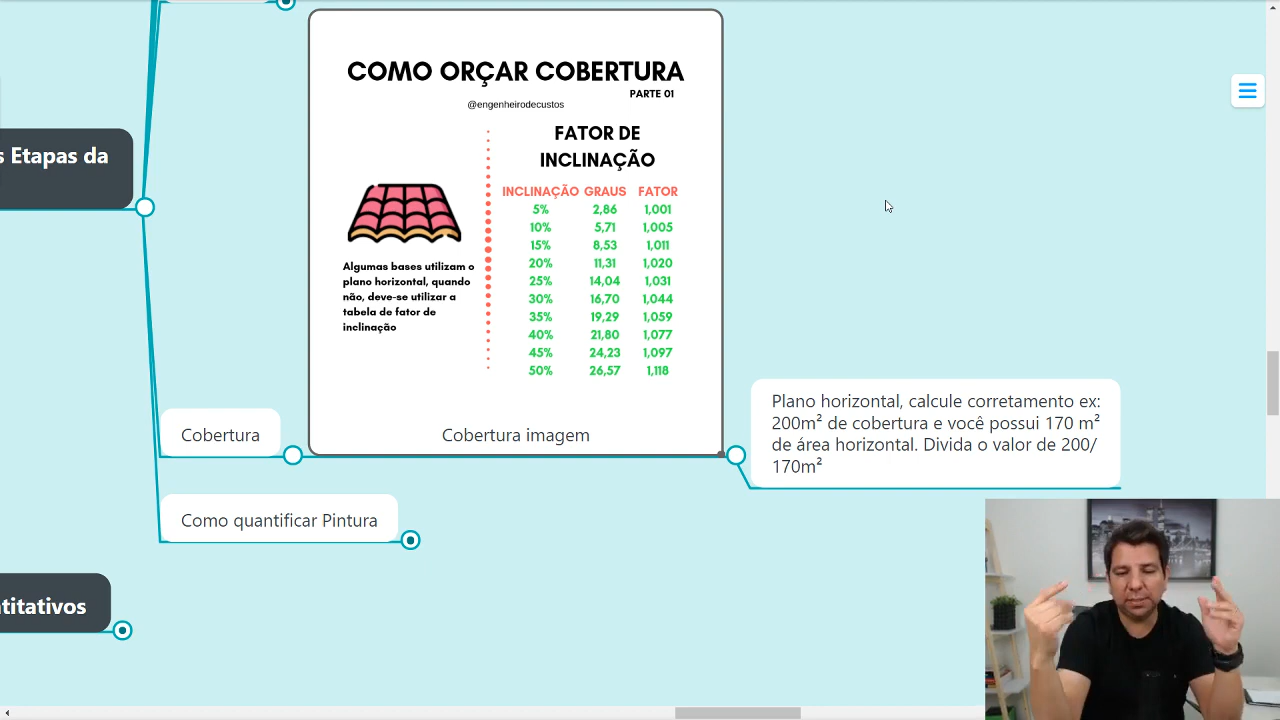 COMO ORÇAR COBERTURA
PARTE 01
@engenheirodecustos
FATOR DE
INCLINAÇÃO
INCLINAÇÃO GRAUS FATOR
5% 2,86 1,001
10% 5,71 1,005
15% 8,53 1,011
20% 11,31 1,020
25% 14,04 1,031
30% 16,70 1,044
35% 19,29 1,059
40% 21,80 1,077
45% 24,23 1,097
50% 26,57 1,118
Algumas bases utilizam o
plano horizontal, quando
não, deve-se utilizar a
tabela de fator de
inclinação
s Etapas da
Cobertura
Cobertura imagem
Plano horizontal, calcule corretamento ex:
200m² de cobertura e você possui 170 m²
de área horizontal. Divida o valor de 200/
170m²
Como quantificar Pintura
titativos